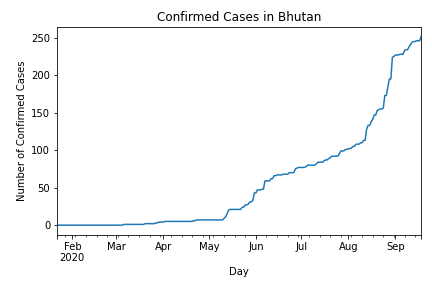 Confirmed Cases in Bhutan
Number of Confirmed Cases
250
200
150
100
50
0
Feb Mar Apr May Jun Jul Aug Sep
2020
Day